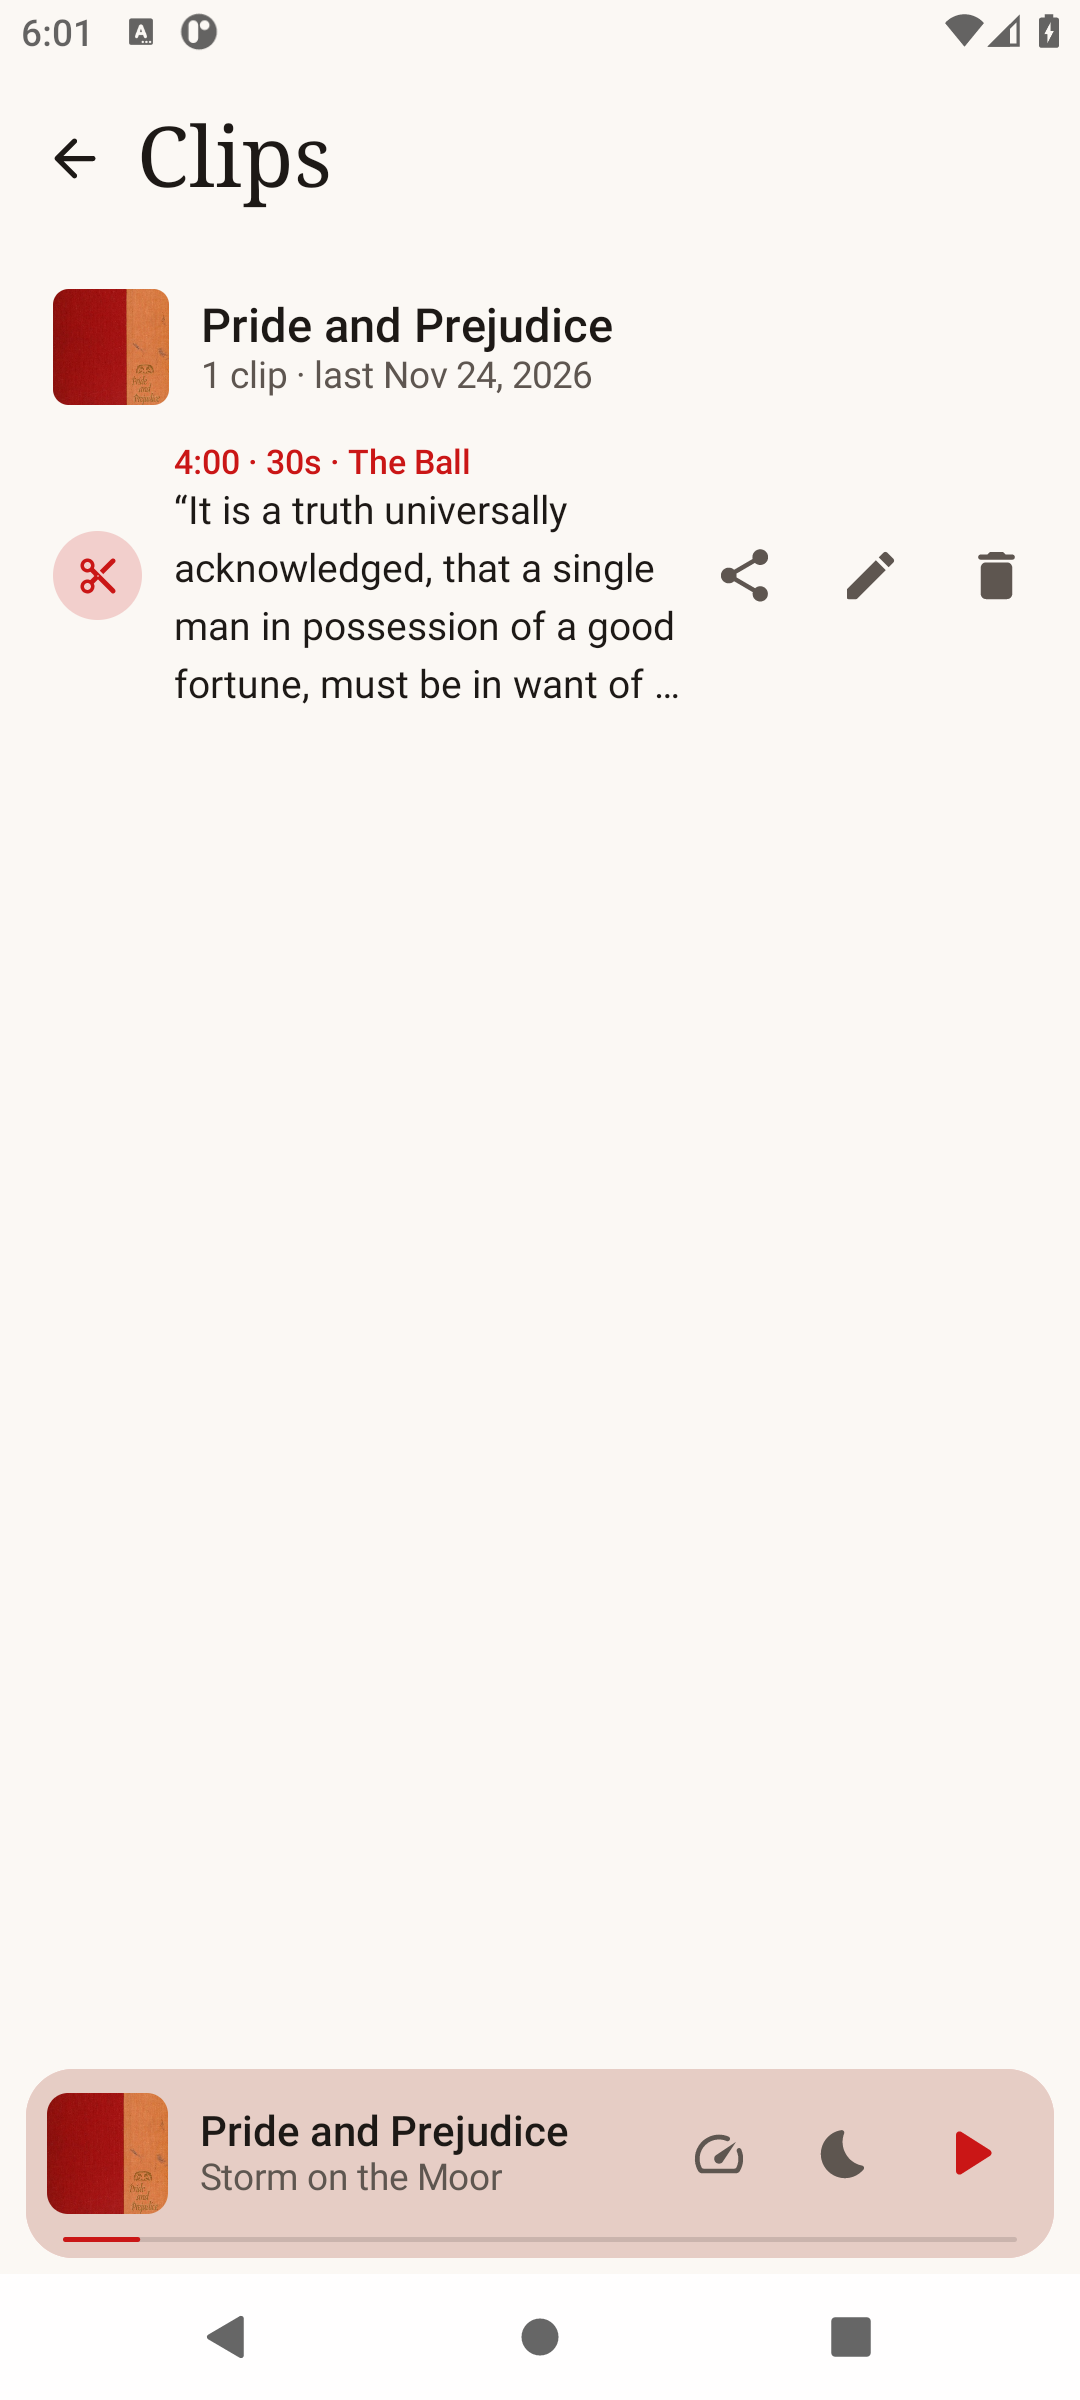 6:01
Clips
Pride and Prejudice
1 clip · last Nov 24, 2026
4:00 · 30s · The Ball
“It is a truth universally
acknowledged, that a single
man in possession of a good
fortune, must be in want of …
Pride and Prejudice
Storm on the Moor